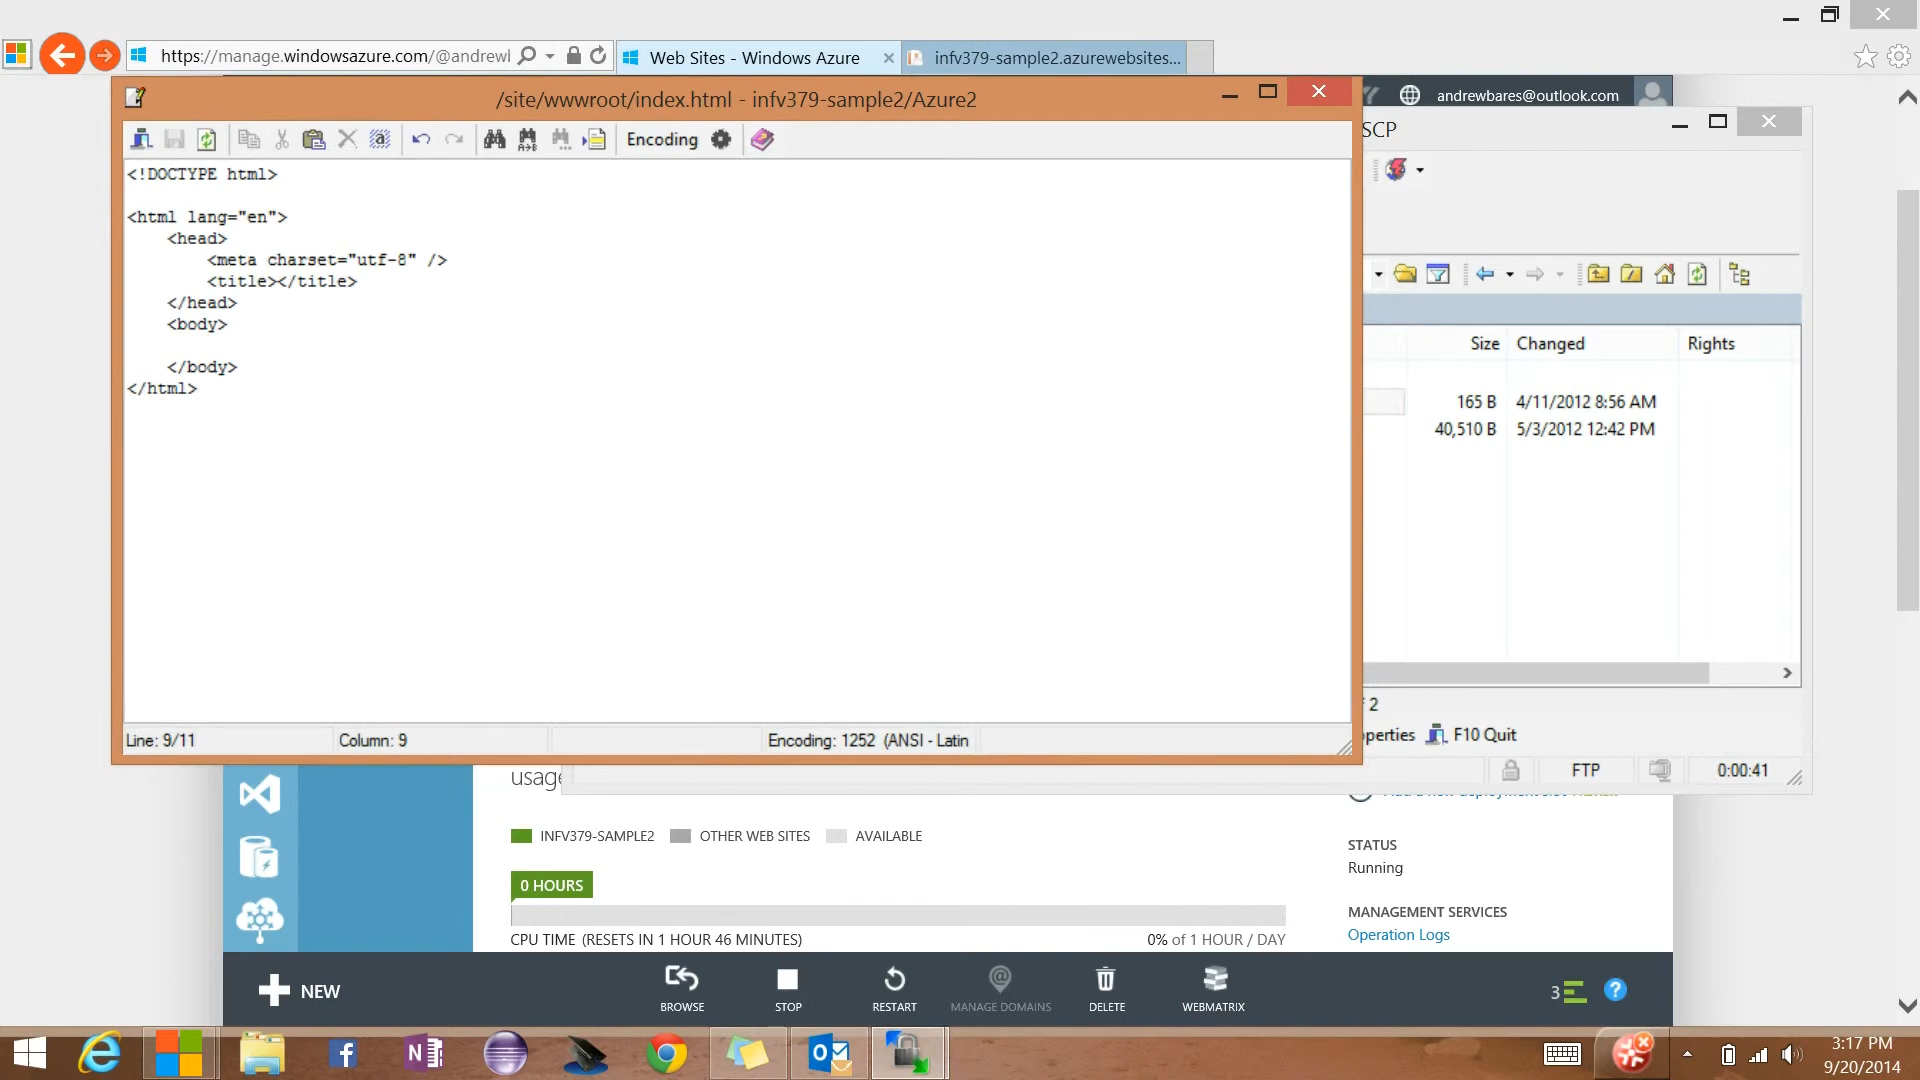 https://manage.windowsazure.com/@andrewl
Web Sites - Windows Azure
infv379-sample2.azurewebsites...
/site/wwwroot/index.html - infv379-sample2/Azure2
andrewbares@outlook.com
SCP
Encoding
<!DOCTYPE html>
<html lang="en">
<head>
<meta charset="utf-8" />
<title></title>
</head>
<body>
</body>
</html>
Size Changed Rights
165 B 4/11/2012 8:56 AM
40,510 B 5/3/2012 12:42 PM
2
Line: 9/11 Column: 9 Encoding: 1252 (ANSI - Latin
perties F10 Quit
FTP 0:00:41
usage
INFV379-SAMPLE2 OTHER WEB SITES AVAILABLE
0 HOURS
CPU TIME (RESETS IN 1 HOUR 46 MINUTES) 0% of 1 HOUR / DAY
STATUS
Running
MANAGEMENT SERVICES
Operation Logs
NEW
BROWSE STOP RESTART MANAGE DOMAINS DELETE WEBMATRIX
3
3:17 PM
9/20/2014